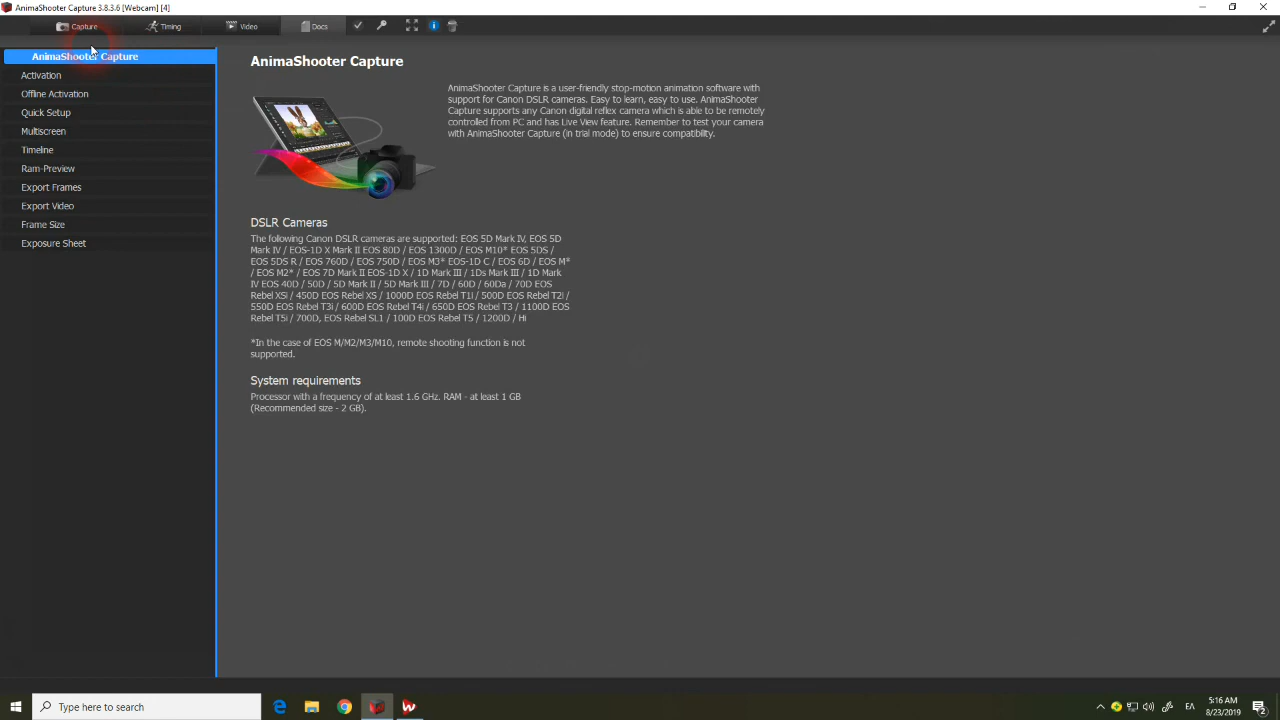 AnimaShooter Capture 3.8.3.6 [Webcam] [4]
Capture
Timing
Video
Docs
AnimaShooter Capture
Activation
Offline Activation
Quick Setup
Multiscreen
Timeline
Ram-Preview
Export Frames
Export Video
Frame Size
Exposure Sheet
AnimaShooter Capture
AnimaShooter Capture is a user-friendly stop-motion animation software with
support for Canon DSLR cameras. Easy to learn, easy to use. AnimaShooter
Capture supports any Canon digital reflex camera which is able to be remotely
controlled from PC and has Live View feature. Remember to test your camera
with AnimaShooter Capture (in trial mode) to ensure compatibility.
DSLR Cameras
The following Canon DSLR cameras are supported: EOS 5D Mark IV, EOS 5D
Mark IV / EOS-1D X Mark II EOS 80D / EOS 1300D / EOS M10* EOS 5DS /
EOS 5DS R / EOS 760D / EOS 750D / EOS M3* EOS-1D C / EOS 6D / EOS M*
/ EOS M2* / EOS 7D Mark II EOS-1D X / 1D Mark III / 1Ds Mark III / 1D Mark
IV EOS 40D / 50D / 5D Mark II / 5D Mark III / 7D / 60D / 60Da / 70D EOS
Rebel XSi / 450D EOS Rebel XS / 1000D EOS Rebel T1i / 500D EOS Rebel T2i /
550D EOS Rebel T3i / 600D EOS Rebel T4i / 650D EOS Rebel T3 / 1100D EOS
Rebel T5i / 700D, EOS Rebel SL1 / 100D EOS Rebel T5 / 1200D / Hi
*In the case of EOS M/M2/M3/M10, remote shooting function is not
supported.
System requirements
Processor with a frequency of at least 1.6 GHz. RAM - at least 1 GB
(Recommended size - 2 GB).
Type here to search
ΕΛ
5:16 AM
8/23/2019
2